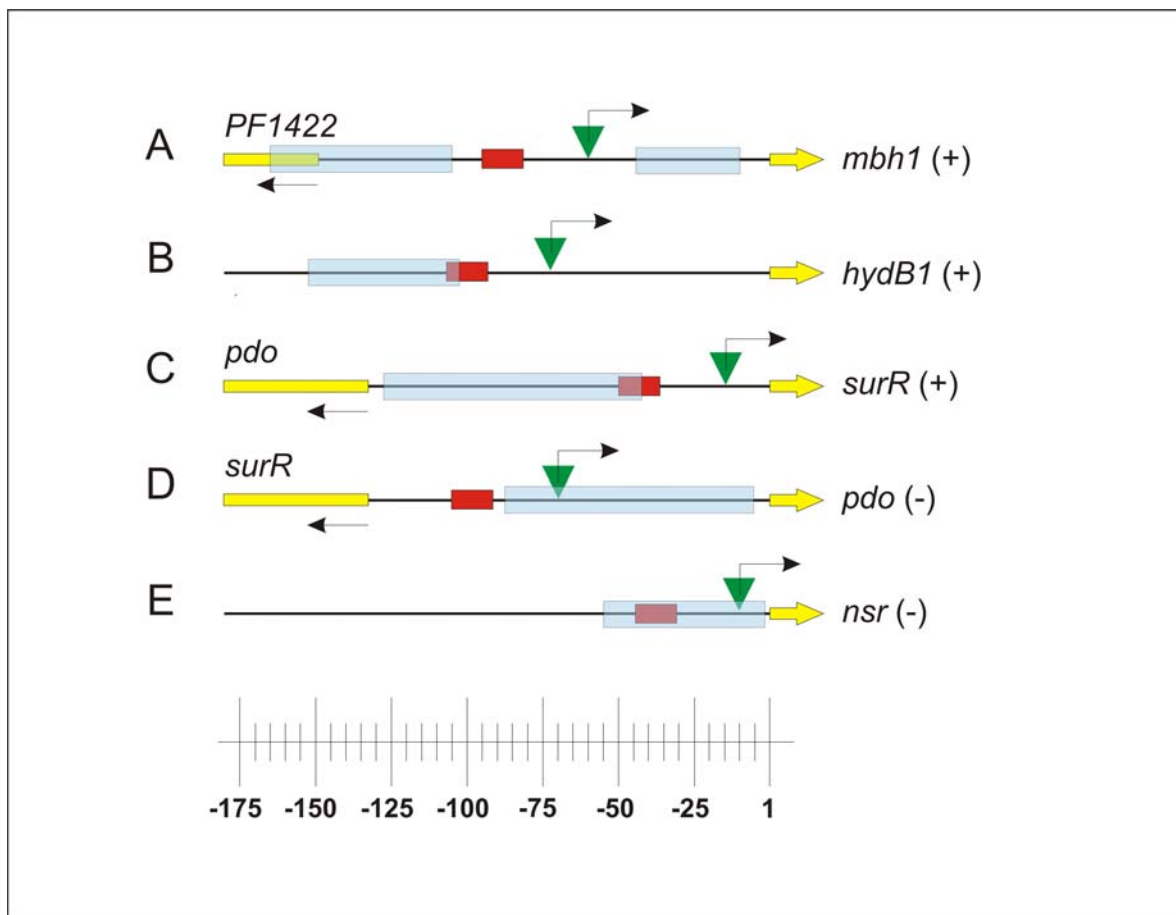 PF1422
A
mbh1 (+)
B
hydB1 (+)
pdo
C
surR (+)
surR
D
pdo (-)
E
nsr (-)
-175 -150 -125 -100 -75 -50 -25 1